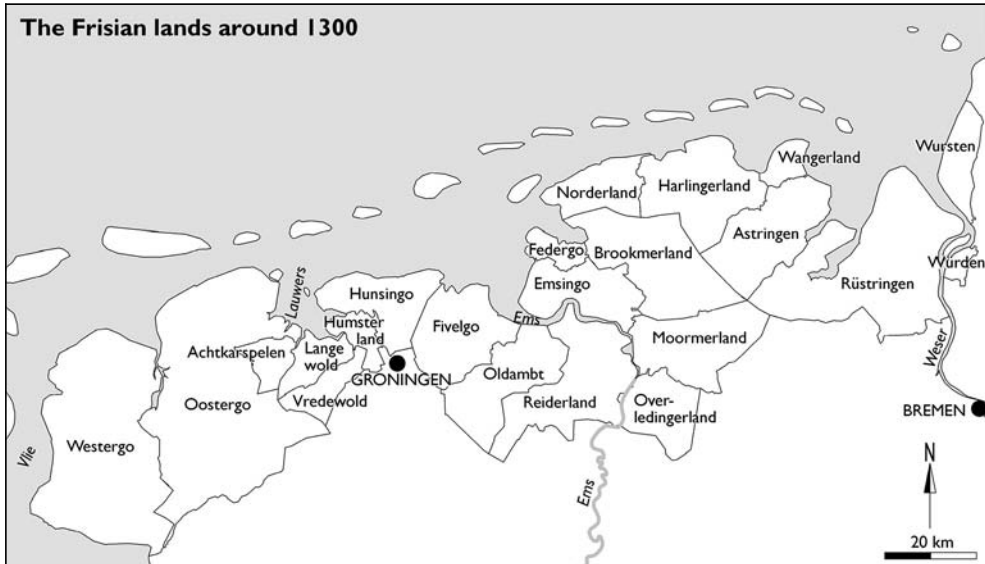 The Frisian lands around 1300
Wursten
Wangerland
Harlingerland
Norderland
Astringen
Federgo
Brookmerland
Würden
Emsingo
Rüstringen
Hunsingo
Lauwers
Ems
Humster
land
Fivelgo
Moormerland
Weser
Achtkarspelen
Lange
wold
GRONINGEN
Oldambt
Oostergo
Vredewold
Reiderland
Over-
ledingerland
BREMEN
Westergo
Vlie
Ems
N
20 km